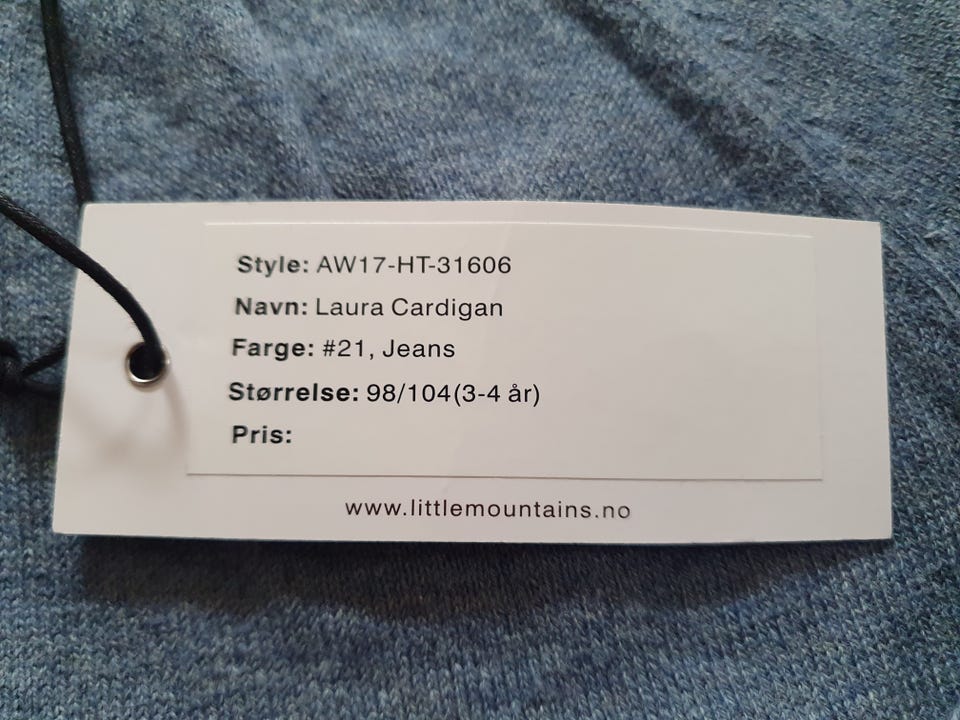 Style: AW17-HT-31606
Navn: Laura Cardigan
Farge: #21, Jeans
Størrelse: 98/104(3-4 år)
Pris:
www.littlemountains.no